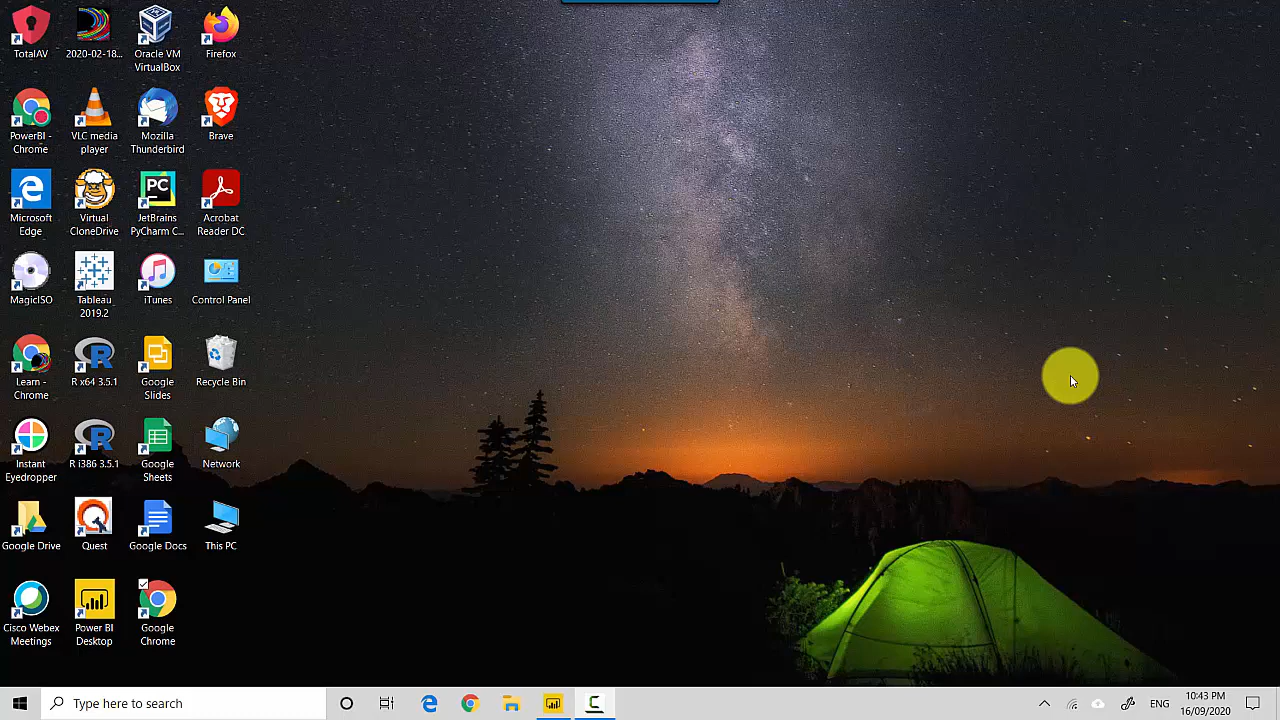 TotalAV
2020-02-18...
Oracle VM
VirtualBox
Firefox
PowerBI -
Chrome
VLC media
player
Mozilla
Thunderbird
Brave
Microsoft
Edge
Virtual
CloneDrive
PC
JetBrains
PyCharm C...
Acrobat
Reader DC
MagicISO
Tableau
2019.2
iTunes
Control Panel
Learn -
Chrome
R x64 3.5.1
Google
Slides
Recycle Bin
Instant
Eyedropper
R i386 3.5.1
Google
Sheets
Network
Google Drive
Quest
Google Docs
This PC
Cisco Webex
Meetings
Power BI
Desktop
Google
Chrome
Type here to search
ENG
10:43 PM
16/09/2020